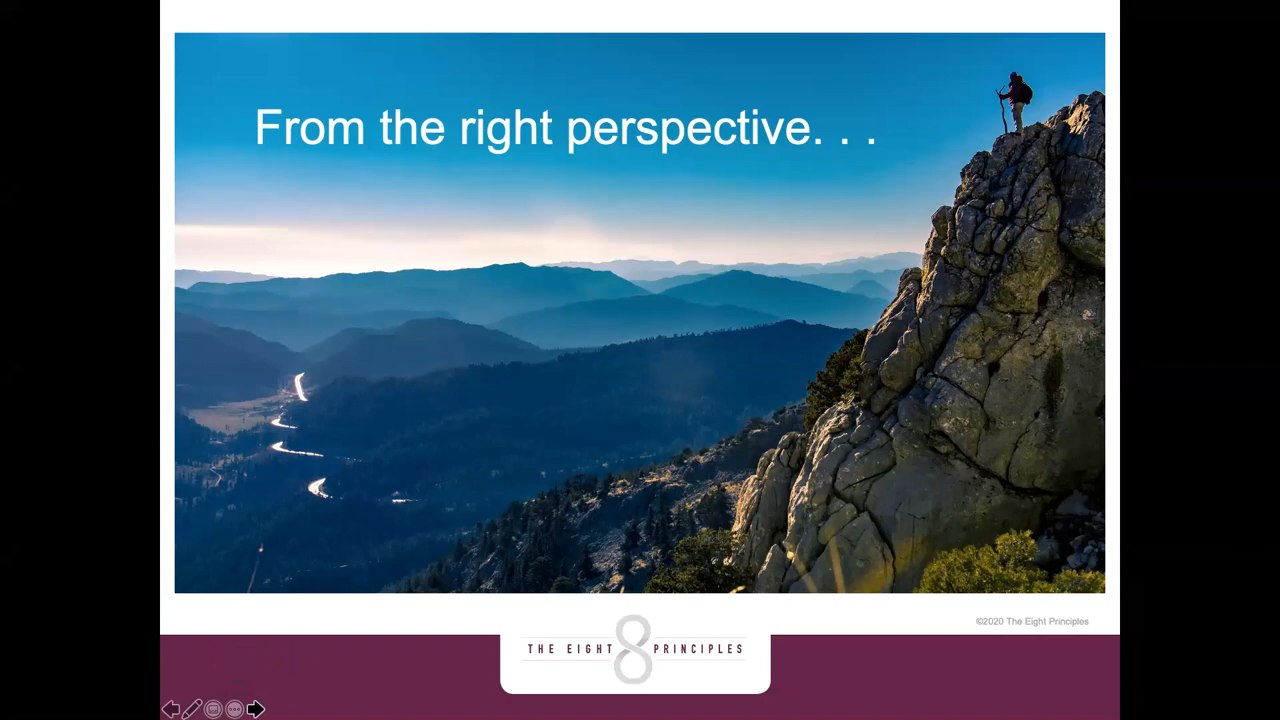 From the right perspective. . .
©2020 The Eight Principles
THE EIGHT 8 PRINCIPLES